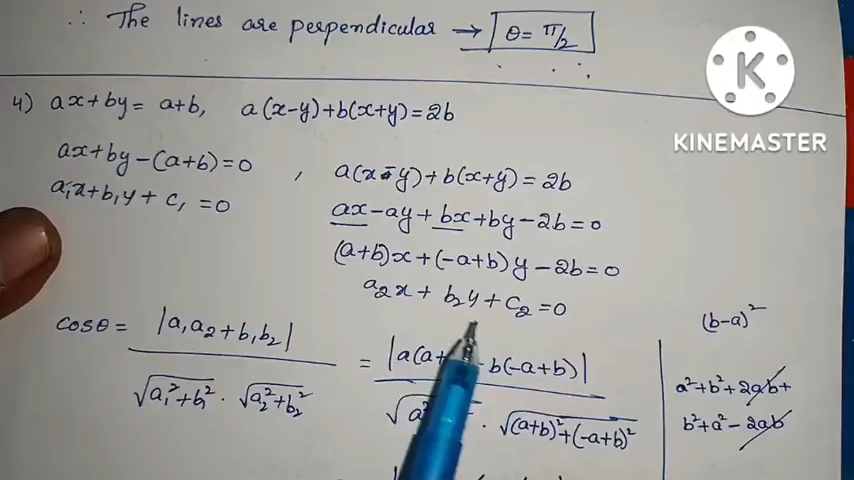 ∴ The lines are perpendicular → θ = π/2
K
KINEMASTER
4) ax+by = a+b, a(x-y)+b(x+y)=2b
ax+by-(a+b)=0 , a(x-y)+b(x+y)=2b
a₁x+b₁y+c₁=0
ax-ay+bx+by-2b=0
(a+b)x+(-a+b)y-2b=0
a₂x+b₂y+c₂=0
cosθ = |a₁a₂+b₁b₂| / √(a₁²+b₁²) · √(a₂²+b₂²) = |a(a+ b(-a+b)| / √(a² · √((a+b)²+(-a+b)²)
(b-a)²
a²+b²+2ab+
b²+a²-2ab